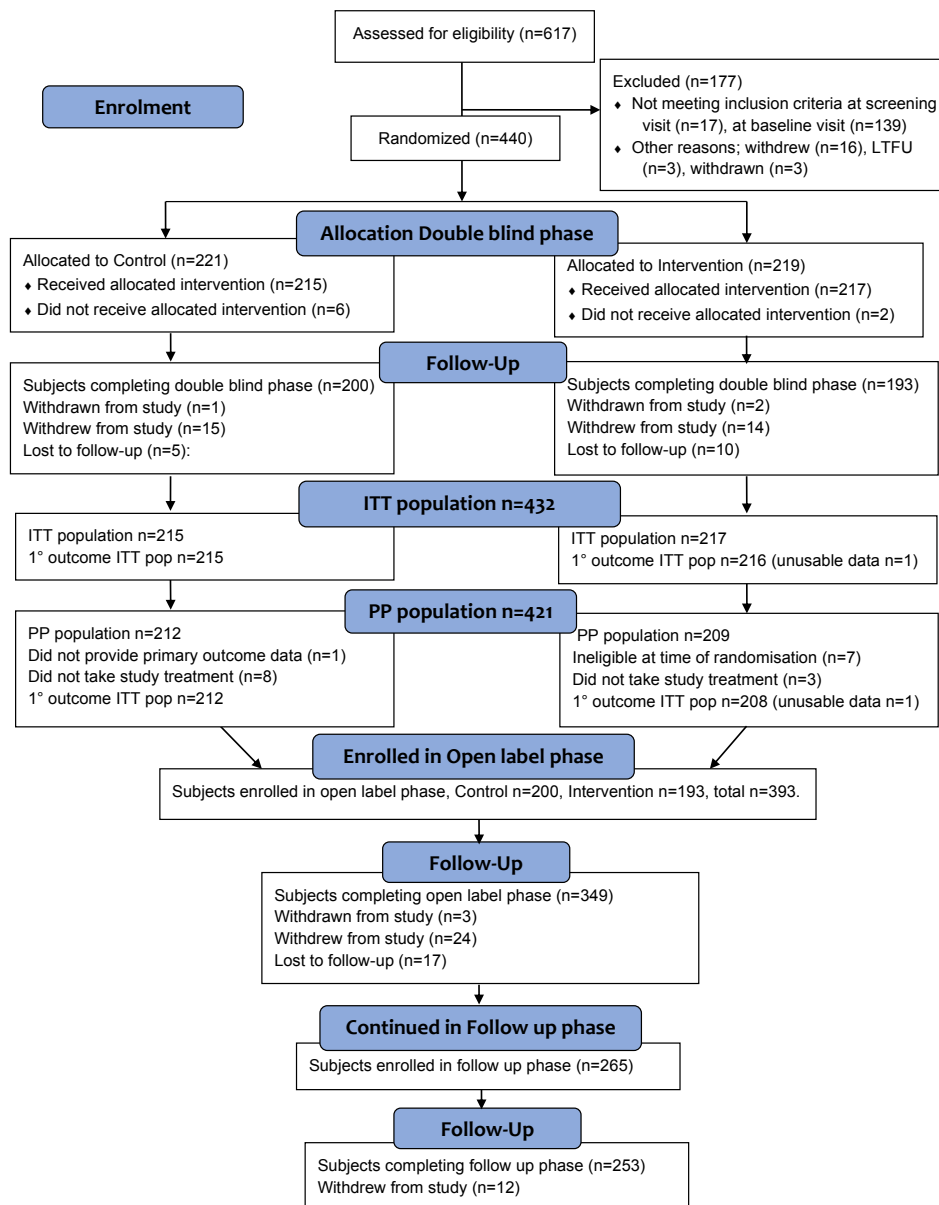 Assessed for eligibility (n=617)
Enrolment
Excluded (n=177)
♦ Not meeting inclusion criteria at screening
visit (n=17), at baseline visit (n=139)
♦ Other reasons; withdrew (n=16), LTFU
(n=3), withdrawn (n=3)
Randomized (n=440)
Allocation Double blind phase
Allocated to Control (n=221)
♦ Received allocated intervention (n=215)
♦ Did not receive allocated intervention (n=6)
Allocated to Intervention (n=219)
♦ Received allocated intervention (n=217)
♦ Did not receive allocated intervention (n=2)
Follow-Up
Subjects completing double blind phase (n=200)
Withdrawn from study (n=1)
Withdrew from study (n=15)
Lost to follow-up (n=5):
Subjects completing double blind phase (n=193)
Withdrawn from study (n=2)
Withdrew from study (n=14)
Lost to follow-up (n=10)
ITT population n=432
ITT population n=215
1° outcome ITT pop n=215
ITT population n=217
1° outcome ITT pop n=216 (unusable data n=1)
PP population n=421
PP population n=212
Did not provide primary outcome data (n=1)
Did not take study treatment (n=8)
1° outcome ITT pop n=212
PP population n=209
Ineligible at time of randomisation (n=7)
Did not take study treatment (n=3)
1° outcome ITT pop n=208 (unusable data n=1)
Enrolled in Open label phase
Subjects enrolled in open label phase, Control n=200, Intervention n=193, total n=393.
Follow-Up
Subjects completing open label phase (n=349)
Withdrawn from study (n=3)
Withdrew from study (n=24)
Lost to follow-up (n=17)
Continued in Follow up phase
Subjects enrolled in follow up phase (n=265)
Follow-Up
Subjects completing follow up phase (n=253)
Withdrew from study (n=12)